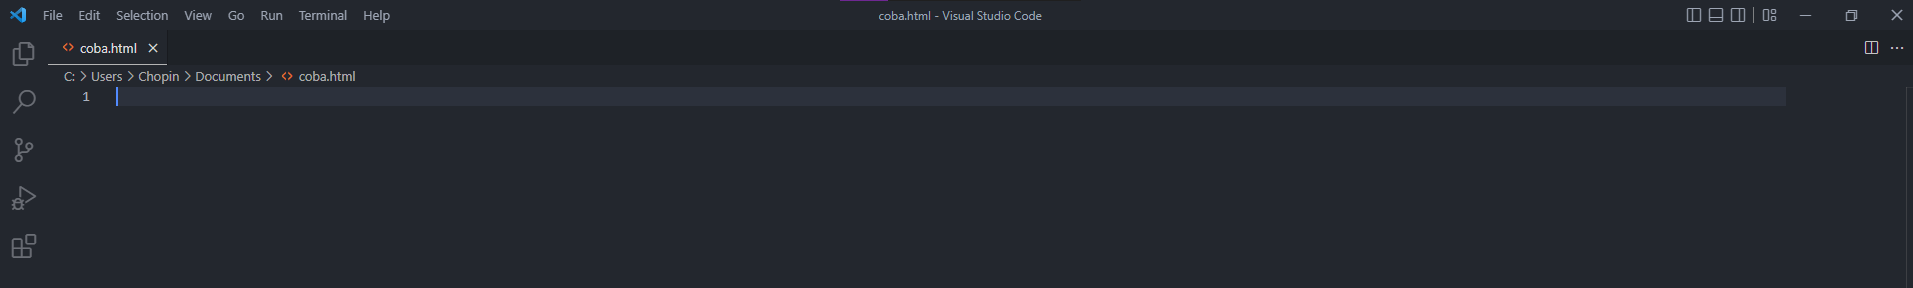 File Edit Selection View Go Run Terminal Help coba.html - Visual Studio Code
coba.html
C: > Users > Chopin > Documents > coba.html
1